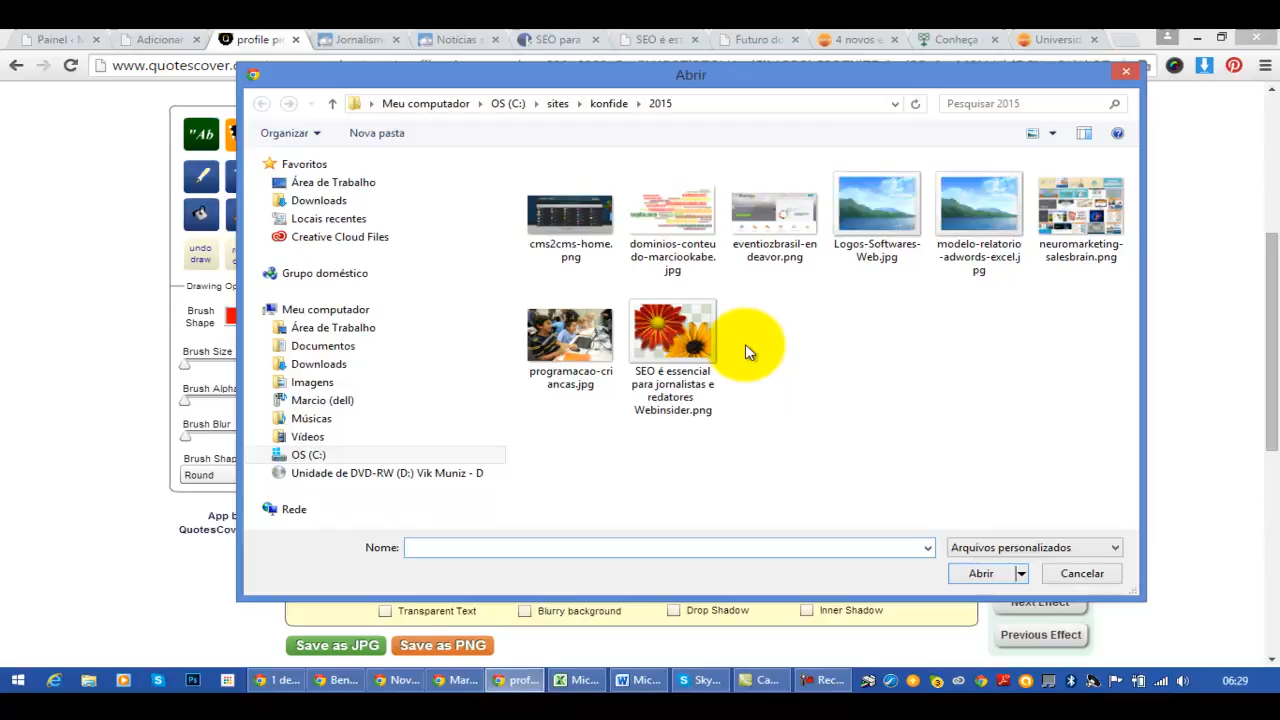 Painel ‹ M
Adicionar
profile pi
Jornalism
Notícias s
SEO para
SEO é es
Futuro do
4 novos e
Conheça
Universid
www.quotescover.c
Abrir
Meu computador
OS (C:)
sites
konfide
2015
Pesquisar 2015
Organizar
Nova pasta
"Ab
Favoritos
Área de Trabalho
Downloads
Locais recentes
Creative Cloud Files
Grupo doméstico
Meu computador
Área de Trabalho
Documentos
Downloads
Imagens
Marcio (dell)
Músicas
Vídeos
OS (C:)
Unidade de DVD-RW (D:) Vik Muniz - D
Rede
cms2cms-home.
png
dominios-conteu
do-marciookabe.
jpg
eventiozbrasil-en
deavor.png
Logos-Softwares-
Web.jpg
modelo-relatorio
-adwords-excel.j
pg
neuromarketing-
salesbrain.png
programacao-cri
ancas.jpg
SEO é essencial
para jornalistas e
redatores
Webinsider.png
undo
draw
Drawing Op
Brush
Shape
Brush Size
Brush Alpha
Brush Blur
Brush Shap
Round
App b
QuotesCove
Nome:
Arquivos personalizados
Abrir
Cancelar
Transparent Text
Blurry background
Drop Shadow
Inner Shadow
Next Effect
Save as JPG
Save as PNG
Previous Effect
1 de
Ben...
Nov...
Mar...
prof...
Mic...
Mic...
Sky...
Ca...
Rec...
06:29